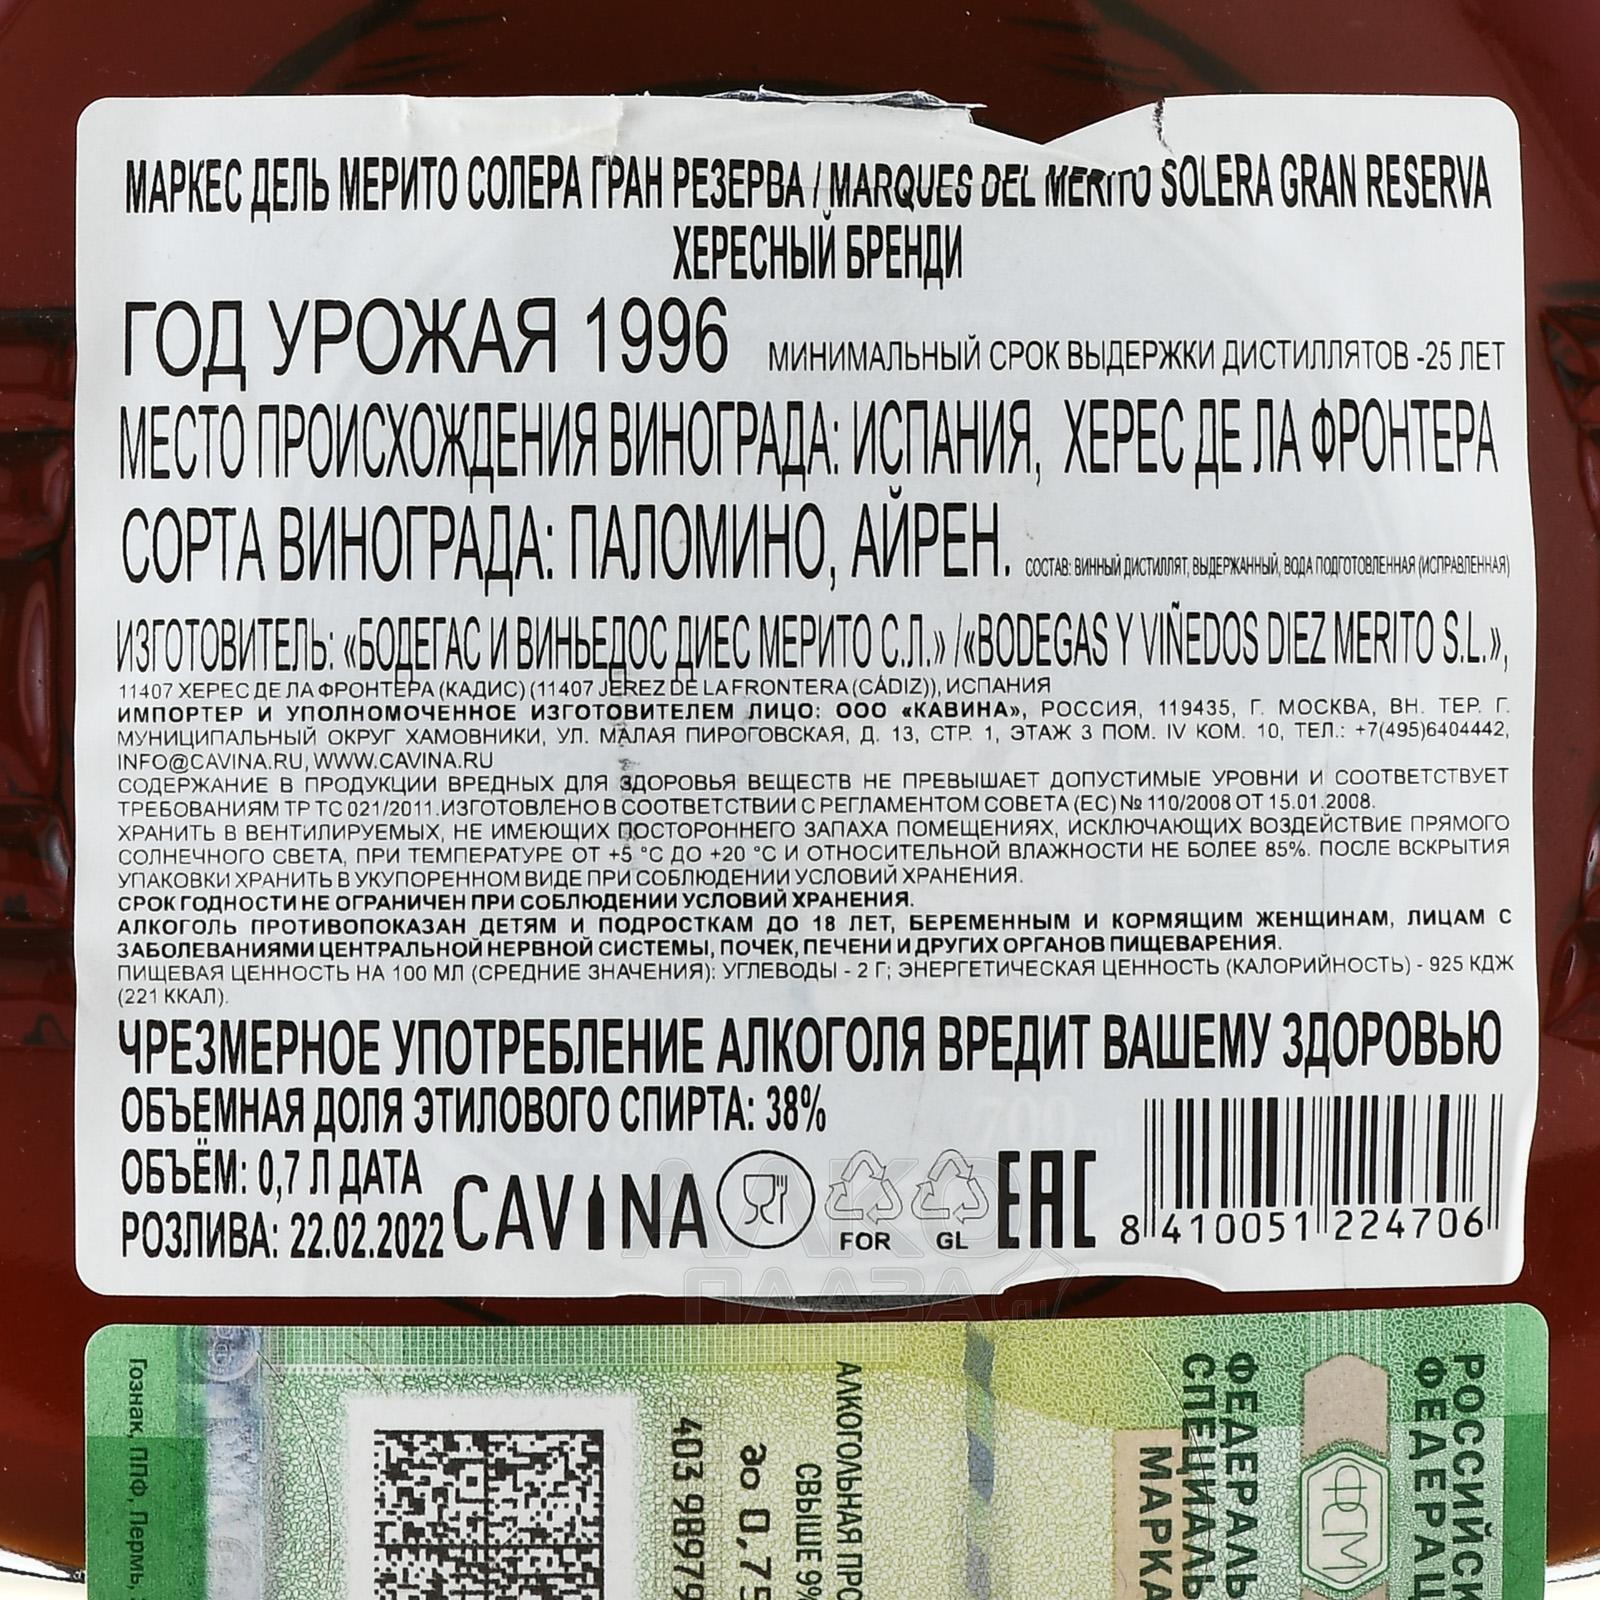 МАРКЕС ДЕЛЬ МЕРИТО СОЛЕРА ГРАН РЕЗЕРВА / MARQUES DEL MERITO SOLERA GRAN RESERVA
ХЕРЕСНЫЙ БРЕНДИ
ГОД УРОЖАЯ 1996 МИНИМАЛЬНЫЙ СРОК ВЫДЕРЖКИ ДИСТИЛЛЯТОВ -25 ЛЕТ
МЕСТО ПРОИСХОЖДЕНИЯ ВИНОГРАДА: ИСПАНИЯ, ХЕРЕС ДЕ ЛА ФРОНТЕРА
СОРТА ВИНОГРАДА: ПАЛОМИНО, АЙРЕН. СОСТАВ: ВИННЫЙ ДИСТИЛЛЯТ, ВЫДЕРЖАННЫЙ, ВОДА ПОДГОТОВЛЕННАЯ (ИСПРАВЛЕННАЯ)
ИЗГОТОВИТЕЛЬ: «БОДЕГАС И ВИНЬЕДОС ДИЕС МЕРИТО С.Л.» /«BODEGAS Y VIÑEDOS DIEZ MERITO S.L.»,
11407 ХЕРЕС ДЕ ЛА ФРОНТЕРА (КАДИС) (11407 JEREZ DE LA FRONTERA (CÁDIZ)), ИСПАНИЯ
ИМПОРТЕР И УПОЛНОМОЧЕННОЕ ИЗГОТОВИТЕЛЕМ ЛИЦО: ООО «КАВИНА», РОССИЯ, 119435, Г. МОСКВА, ВН. ТЕР. Г.
МУНИЦИПАЛЬНЫЙ ОКРУГ ХАМОВНИКИ, УЛ. МАЛАЯ ПИРОГОВСКАЯ, Д. 13, СТР. 1, ЭТАЖ 3 ПОМ. IV КОМ. 10, ТЕЛ.: +7(495)6404442,
INFO@CAVINA.RU, WWW.CAVINA.RU
СОДЕРЖАНИЕ В ПРОДУКЦИИ ВРЕДНЫХ ДЛЯ ЗДОРОВЬЯ ВЕЩЕСТВ НЕ ПРЕВЫШАЕТ ДОПУСТИМЫЕ УРОВНИ И СООТВЕТСТВУЕТ
ТРЕБОВАНИЯМ ТР ТС 021/2011.ИЗГОТОВЛЕНО В СООТВЕТСТВИИ С РЕГЛАМЕНТОМ СОВЕТА (ЕС) № 110/2008 ОТ 15.01.2008.
ХРАНИТЬ В ВЕНТИЛИРУЕМЫХ, НЕ ИМЕЮЩИХ ПОСТОРОННЕГО ЗАПАХА ПОМЕЩЕНИЯХ, ИСКЛЮЧАЮЩИХ ВОЗДЕЙСТВИЕ ПРЯМОГО
СОЛНЕЧНОГО СВЕТА, ПРИ ТЕМПЕРАТУРЕ ОТ +5 °С ДО +20 °С И ОТНОСИТЕЛЬНОЙ ВЛАЖНОСТИ НЕ БОЛЕЕ 85%. ПОСЛЕ ВСКРЫТИЯ
УПАКОВКИ ХРАНИТЬ В УКУПОРЕННОМ ВИДЕ ПРИ СОБЛЮДЕНИИ УСЛОВИЙ ХРАНЕНИЯ.
СРОК ГОДНОСТИ НЕ ОГРАНИЧЕН ПРИ СОБЛЮДЕНИИ УСЛОВИЙ ХРАНЕНИЯ.
АЛКОГОЛЬ ПРОТИВОПОКАЗАН ДЕТЯМ И ПОДРОСТКАМ ДО 18 ЛЕТ, БЕРЕМЕННЫМ И КОРМЯЩИМ ЖЕНЩИНАМ, ЛИЦАМ С
ЗАБОЛЕВАНИЯМИ ЦЕНТРАЛЬНОЙ НЕРВНОЙ СИСТЕМЫ, ПОЧЕК, ПЕЧЕНИ И ДРУГИХ ОРГАНОВ ПИЩЕВАРЕНИЯ.
ПИЩЕВАЯ ЦЕННОСТЬ НА 100 МЛ (СРЕДНИЕ ЗНАЧЕНИЯ): УГЛЕВОДЫ - 2 Г; ЭНЕРГЕТИЧЕСКАЯ ЦЕННОСТЬ (КАЛОРИЙНОСТЬ) - 925 КДЖ
(221 ККАЛ).
ЧРЕЗМЕРНОЕ УПОТРЕБЛЕНИЕ АЛКОГОЛЯ ВРЕДИТ ВАШЕМУ ЗДОРОВЬЮ
ОБЪЕМНАЯ ДОЛЯ ЭТИЛОВОГО СПИРТА: 38%
ОБЪЁМ: 0,7 Л ДАТА
РОЗЛИВА: 22.02.2022
CAVINA
FOR GL
EAC
8 410051 224706
АЛКО
ПЛАЗА.ru
РОССИЙС
ФЕДЕРАЦ
ФСМ
ФЕДЕРАЛЬ
СПЕЦИАЛЬ
МАРКА
АЛКОГОЛЬНАЯ ПРО
СВЫШЕ 9%
до 0,75
403 9897
Гознак, ППФ, Пермь,